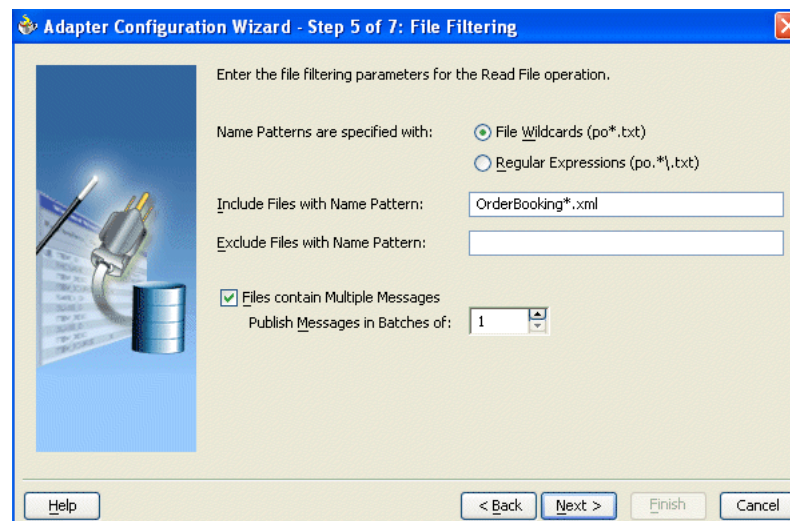 Adapter Configuration Wizard - Step 5 of 7: File Filtering
Enter the file filtering parameters for the Read File operation.
Name Patterns are specified with:
File Wildcards (po*.txt)
Regular Expressions (po.*\.txt)
Include Files with Name Pattern:
OrderBooking*.xml
Exclude Files with Name Pattern:
Files contain Multiple Messages
Publish Messages in Batches of:
1
Help
< Back
Next >
Finish
Cancel